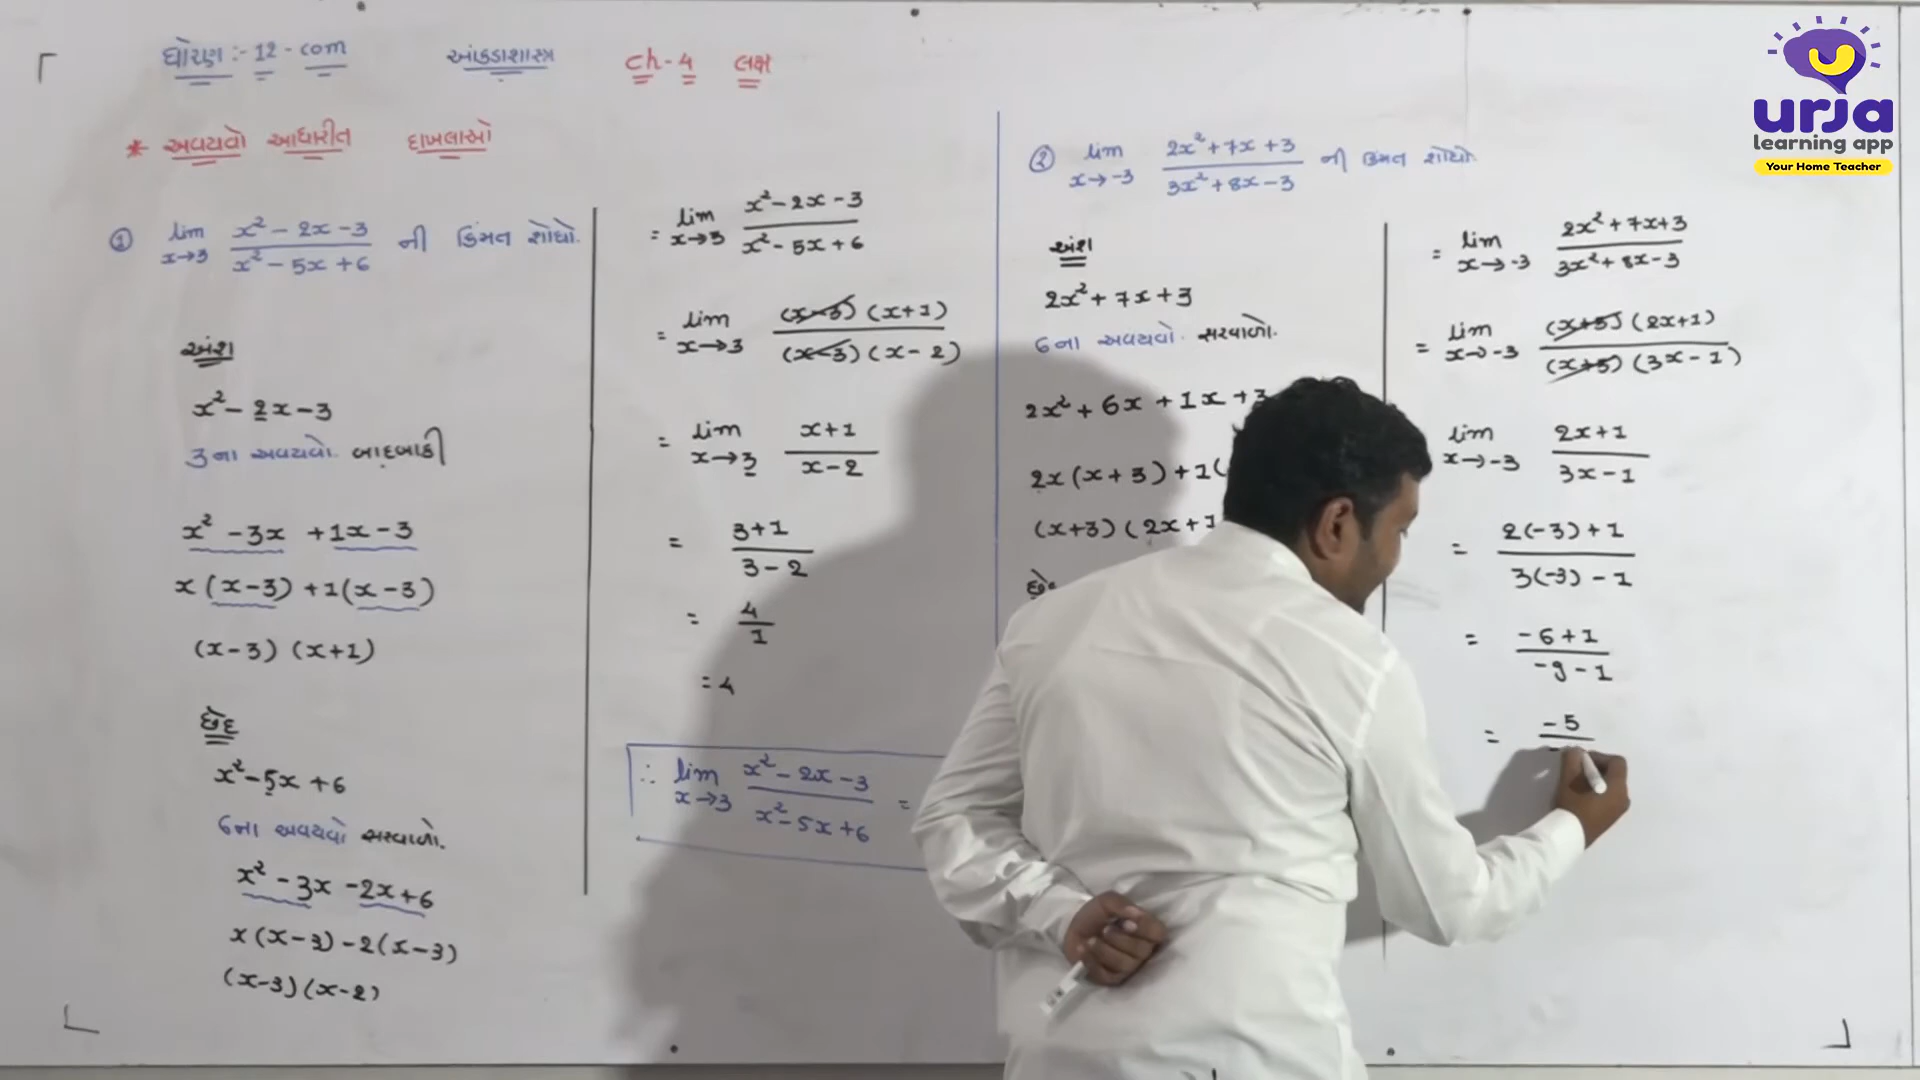 ધોરણ :- 12 - com આંકડાશાસ્ત્ર ch - 4 લક્ષ
* અવયવો આધારીત દાખલાઓ
① lim x→3 x² - 2x - 3 / x² - 5x + 6 ની કિંમત શોધો.
અંશ
x² - 2x - 3
3 ના અવયવો. બાદબાકી
x² - 3x + 1x - 3
x (x - 3) + 1 (x - 3)
(x - 3) (x + 1)
છેદ
x² - 5x + 6
6 ના અવયવો સરવાળો.
x² - 3x - 2x + 6
x (x - 3) - 2 (x - 3)
(x - 3) (x - 2)
= lim x→3 x² - 2x - 3 / x² - 5x + 6
= lim x→3 (x - 3) (x + 1) / (x - 3) (x - 2)
= lim x→3 x + 1 / x - 2
= 3 + 1 / 3 - 2
= 4 / 1
= 4
∴ lim x→3 x² - 2x - 3 / x² - 5x + 6 =
② lim x→-3 2x² + 7x + 3 / 3x² + 8x - 3 ની કિંમત શોધો.
અંશ
2x² + 7x + 3
6 ના અવયવો. સરવાળો.
2x² + 6x + 1x + 3
2x (x + 3) + 1 (
(x + 3) (2x + 1
= lim x→-3 2x² + 7x + 3 / 3x² + 8x - 3
= lim x→-3 (x + 3) (2x + 1) / (x + 3) (3x - 1)
lim x→-3 2x + 1 / 3x - 1
= 2(-3) + 1 / 3(-3) - 1
= -6 + 1 / -9 - 1
= -5 / -
urja
learning app
Your Home Teacher